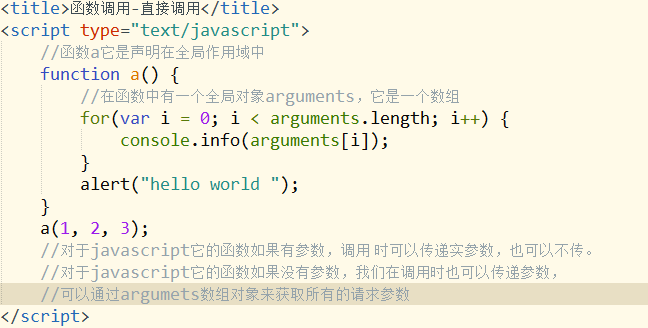 <title>函数调用-直接调用</title>
<script type="text/javascript">
//函数a它是声明在全局作用域中
function a() {
//在函数中有一个全局对象arguments，它是一个数组
for(var i = 0; i < arguments.length; i++) {
console.info(arguments[i]);
}
alert("hello world ");
}
a(1, 2, 3);
//对于javascript它的函数如果有参数，调用时可以传递实参数，也可以不传。
//对于javascript它的函数如果没有参数，我们在调用时也可以传递参数，
//可以通过argumets数组对象来获取所有的请求参数
</script>